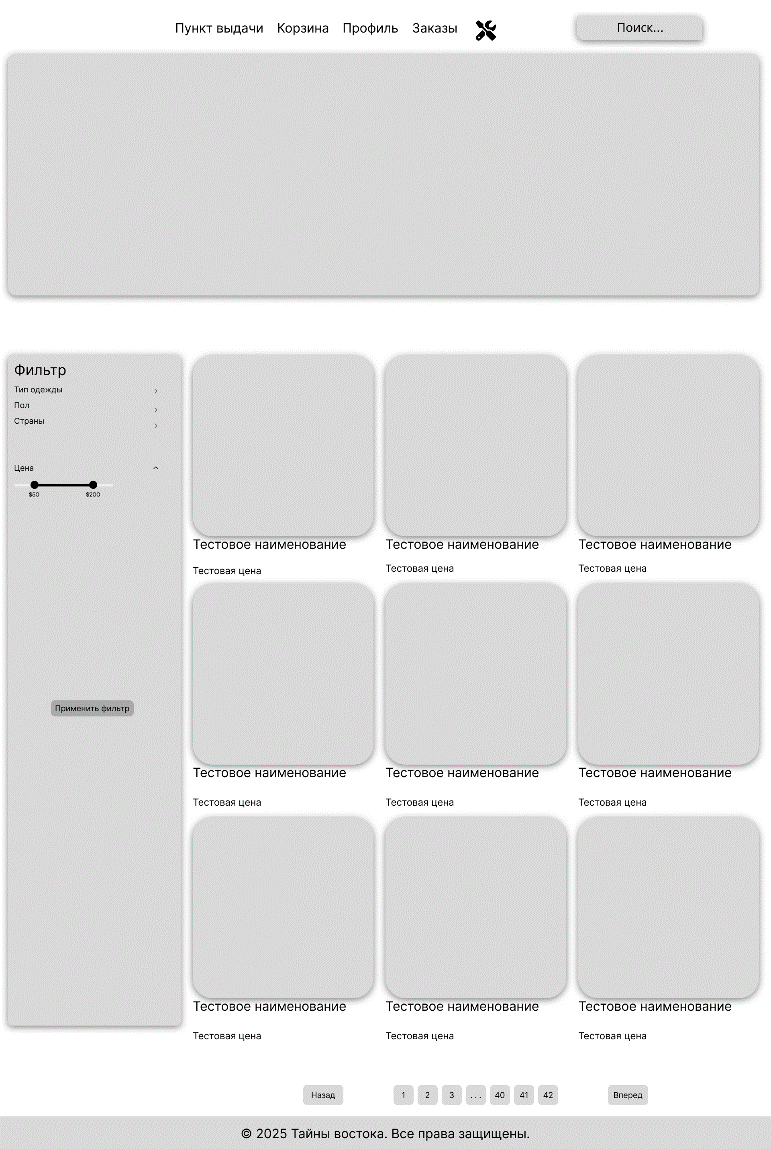 Пункт выдачи Корзина Профиль Заказы Поиск...
Фильтр
Тип одежды
Пол
Страны
Цена
$50 $200
Применить фильтр
Тестовое наименование Тестовое наименование Тестовое наименование
Тестовая цена Тестовая цена Тестовая цена
Тестовое наименование Тестовое наименование Тестовое наименование
Тестовая цена Тестовая цена Тестовая цена
Тестовое наименование Тестовое наименование Тестовое наименование
Тестовая цена Тестовая цена Тестовая цена
Назад 1 2 3 ... 40 41 42 Вперед
© 2025 Тайны востока. Все права защищены.